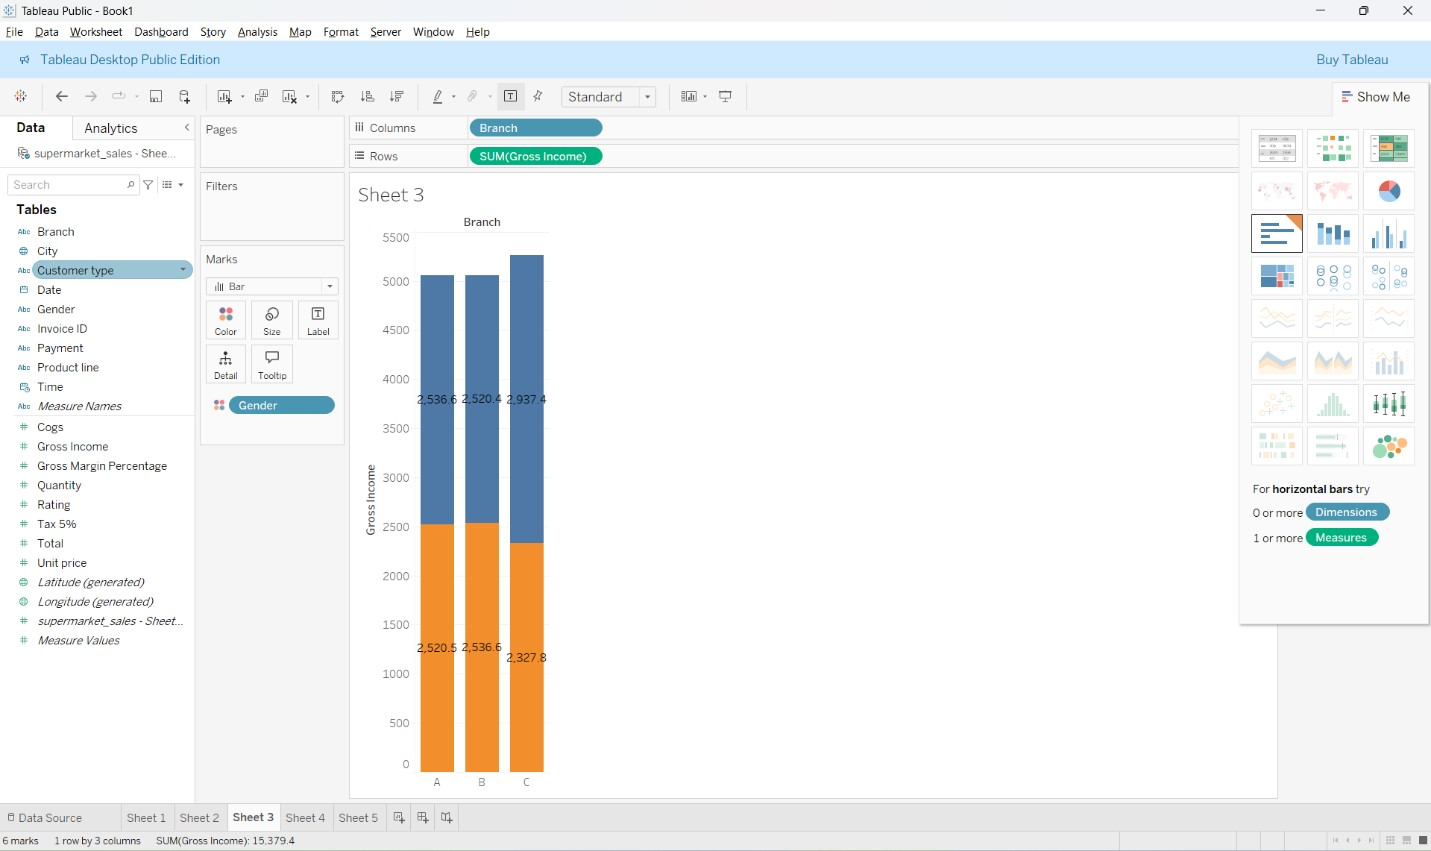 Tableau Public - Book1
File Data Worksheet Dashboard Story Analysis Map Format Server Window Help
Tableau Desktop Public Edition Buy Tableau
Standard Show Me
Data Analytics
Pages
Columns Branch
supermarket_sales - Shee...
Rows SUM(Gross Income)
Search
Filters
Sheet 3
Tables
Abc Branch
City
Abc Customer type
Date
Abc Gender
Abc Invoice ID
Abc Payment
Abc Product line
Time
Abc Measure Names
Cogs
Gross Income
Gross Margin Percentage
Quantity
Rating
Tax 5%
Total
Unit price
Latitude (generated)
Longitude (generated)
supermarket_sales - Sheet...
Measure Values
Marks
Bar
Color Size Label
Detail Tooltip
Gender
Branch
5500
5000
4500
4000
3500
3000
2500
2000
1500
1000
500
0
Gross Income
2,536.6 2,520.4 2,937.4
2,520.5 2,536.6 2,327.8
A B C
For horizontal bars try
0 or more Dimensions
1 or more Measures
Data Source Sheet 1 Sheet 2 Sheet 3 Sheet 4 Sheet 5
6 marks 1 row by 3 columns SUM(Gross Income): 15,379.4